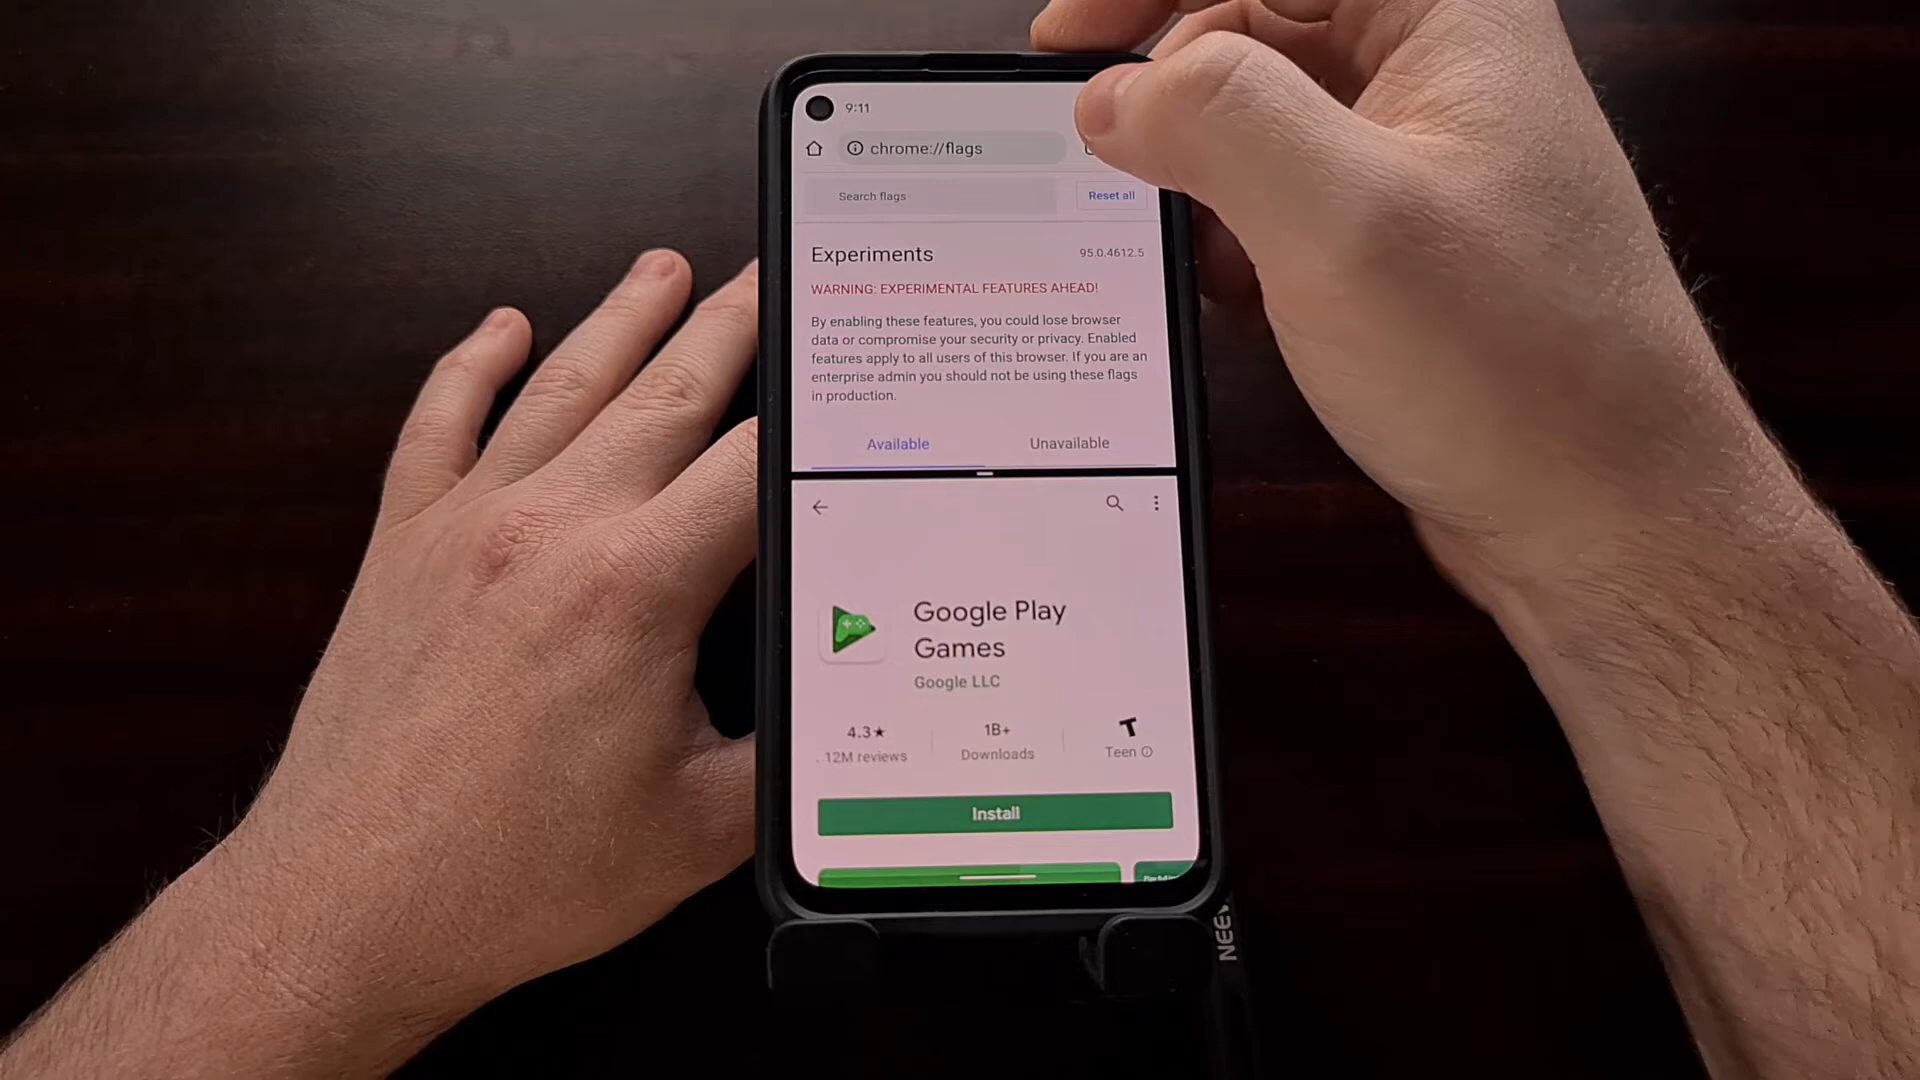 9:11
chrome://flags
Search flags
Reset all
Experiments
95.0.4612.5
WARNING: EXPERIMENTAL FEATURES AHEAD!
By enabling these features, you could lose browser
data or compromise your security or privacy. Enabled
features apply to all users of this browser. If you are an
enterprise admin you should not be using these flags
in production.
Available
Unavailable
Google Play
Games
Google LLC
4.3★
1B+
T
12M reviews
Downloads
Teen
Install